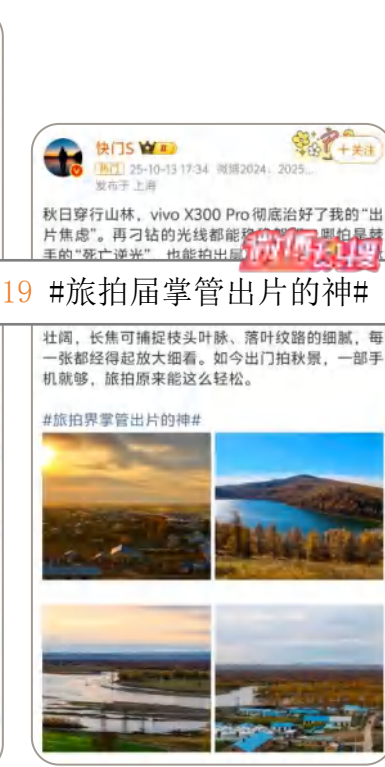 快门S
+关注
热门 25-10-13 17:34 微博2024、2025...
发布于 上海
秋日穿行山林，vivo X300 Pro彻底治好了我的“出
片焦虑”。再刁钻的光线都能稳
哪怕是棘
手的“死亡逆光”，也能拍出层
19 #旅拍届掌管出片的神#
壮阔，长焦可捕捉枝头叶脉、落叶纹路的细腻，每
一张都经得起放大细看。如今出门拍秋景，一部手
机就够，旅拍原来能这么轻松。
#旅拍界掌管出片的神#